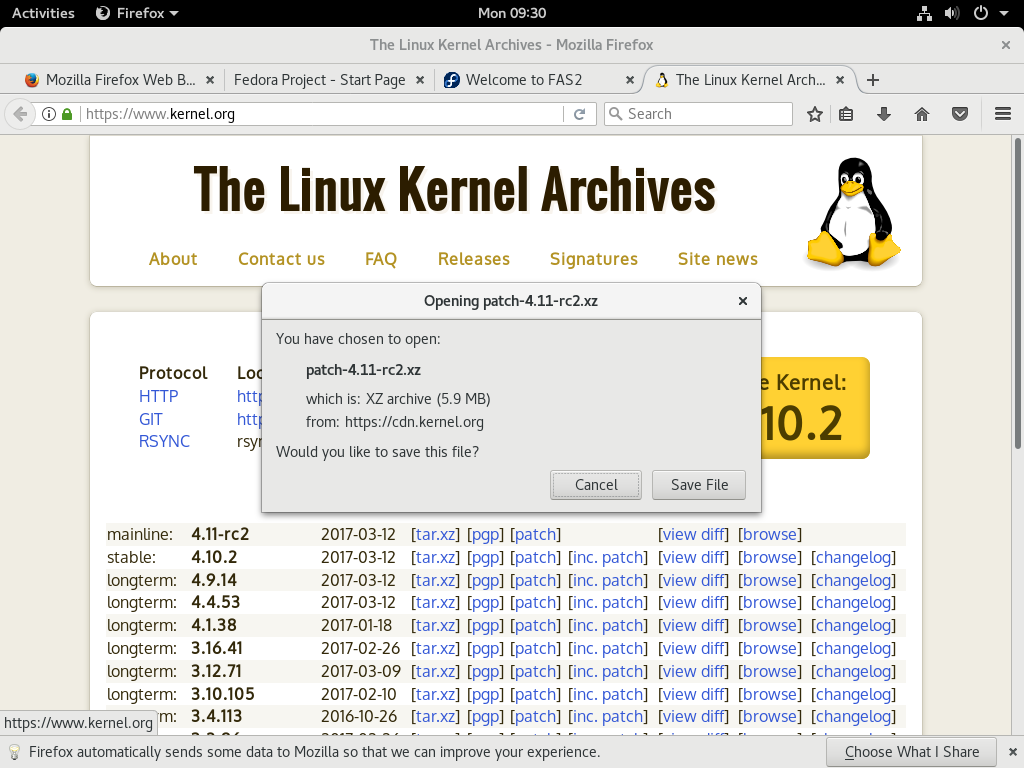 Activities Firefox Mon 09:30
The Linux Kernel Archives - Mozilla Firefox
Mozilla Firefox Web B... Fedora Project - Start Page Welcome to FAS2 The Linux Kernel Arch...
https://www.kernel.org Search
The Linux Kernel Archives
About Contact us FAQ Releases Signatures Site news
Opening patch-4.11-rc2.xz
You have chosen to open:
patch-4.11-rc2.xz
which is: XZ archive (5.9 MB)
from: https://cdn.kernel.org
Would you like to save this file?
Cancel Save File
Protocol
HTTP
GIT
RSYNC
Kernel:
10.2
mainline: 4.11-rc2 2017-03-12 [tar.xz] [pgp] [patch] [view diff] [browse]
stable: 4.10.2 2017-03-12 [tar.xz] [pgp] [patch] [inc. patch] [view diff] [browse] [changelog]
longterm: 4.9.14 2017-03-12 [tar.xz] [pgp] [patch] [inc. patch] [view diff] [browse] [changelog]
longterm: 4.4.53 2017-03-12 [tar.xz] [pgp] [patch] [inc. patch] [view diff] [browse] [changelog]
longterm: 4.1.38 2017-01-18 [tar.xz] [pgp] [patch] [inc. patch] [view diff] [browse] [changelog]
longterm: 3.16.41 2017-02-26 [tar.xz] [pgp] [patch] [inc. patch] [view diff] [browse] [changelog]
longterm: 3.12.71 2017-03-09 [tar.xz] [pgp] [patch] [inc. patch] [view diff] [browse] [changelog]
longterm: 3.10.105 2017-02-10 [tar.xz] [pgp] [patch] [inc. patch] [view diff] [browse] [changelog]
3.4.113 2016-10-26 [tar.xz] [pgp] [patch] [inc. patch] [view diff] [browse] [changelog]
https://www.kernel.org
Firefox automatically sends some data to Mozilla so that we can improve your experience. Choose What I Share